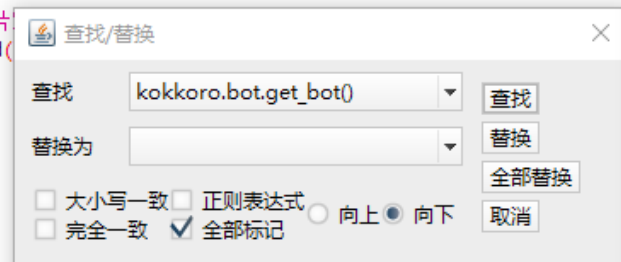 查找/替换
查找 kokkoro.bot.get_bot() 查找
替换为 替换
全部替换
大小写一致 正则表达式 向上 向下 取消
完全一致 全部标记